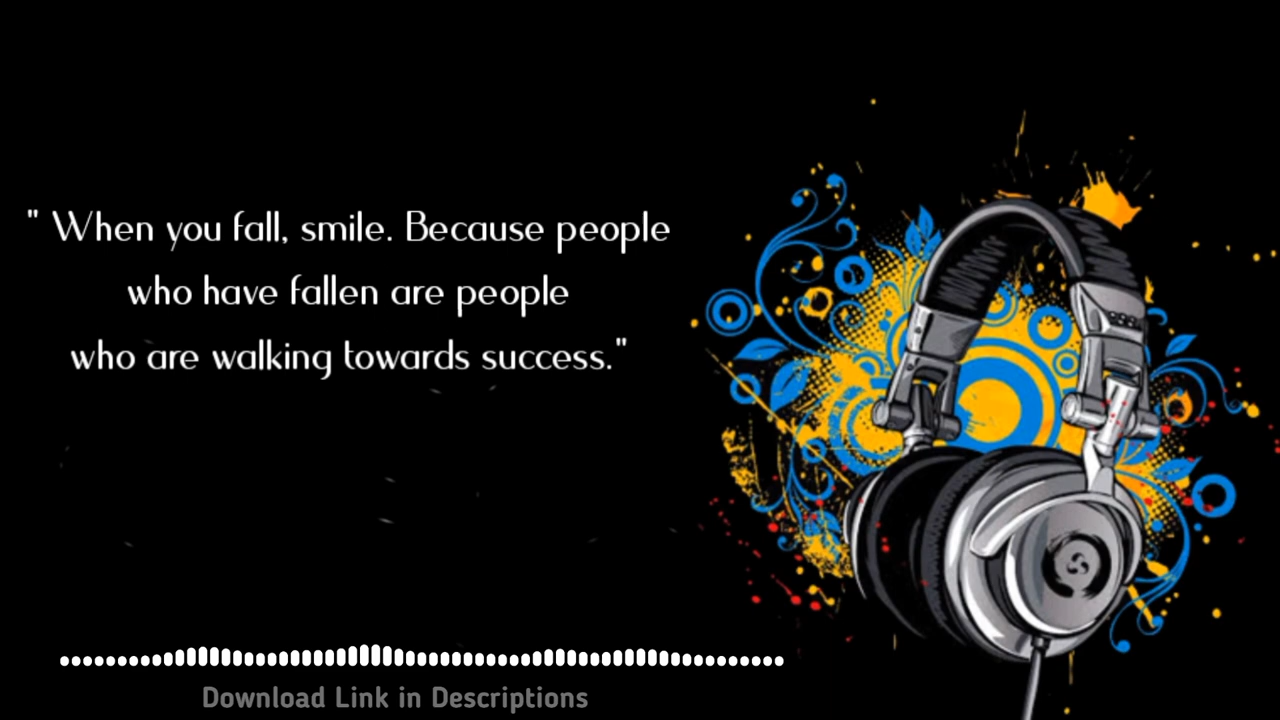 " When you fall, smile. Because people
who have fallen are people
who are walking towards success."
Download Link in Descriptions